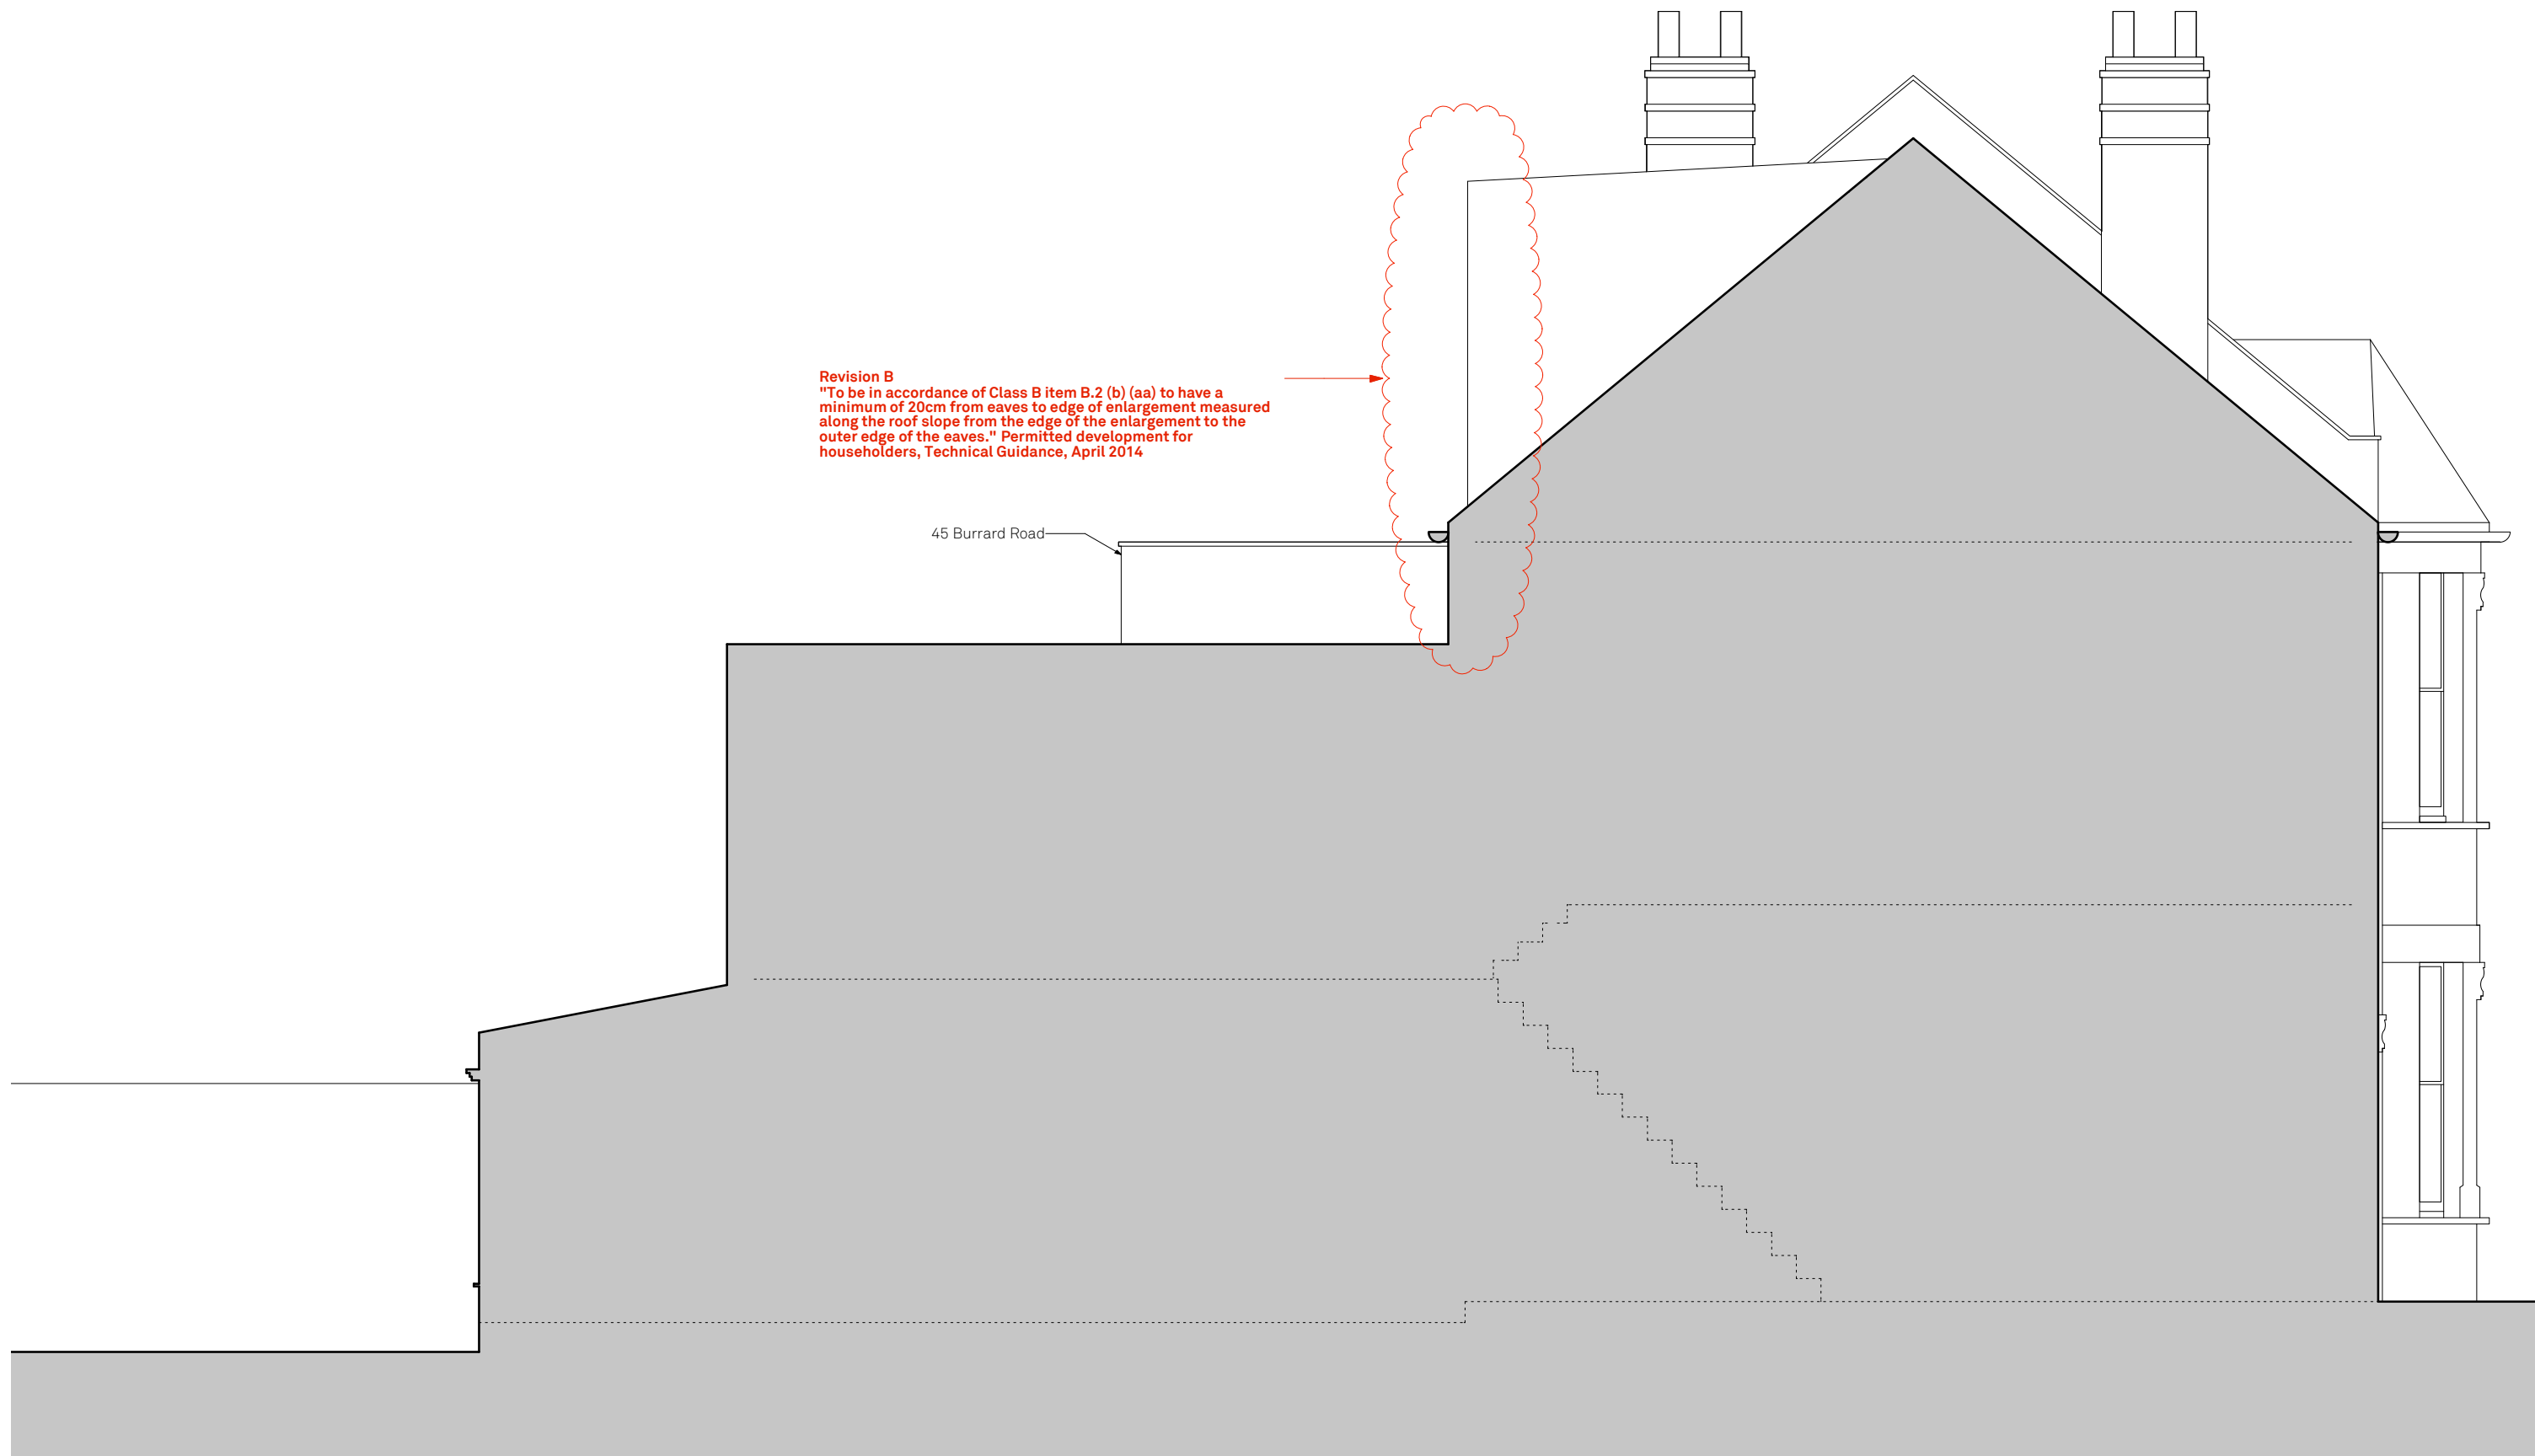 Revision B
"To be in accordance of Class B item B.2 (b) (aa) to have a
minimum of 20cm from eaves to edge of enlargement measured
along the roof slope from the edge of the enlargement to the
outer edge of the eaves." Permitted development for
householders, Technical Guidance, April 2014
45 Burrard Road